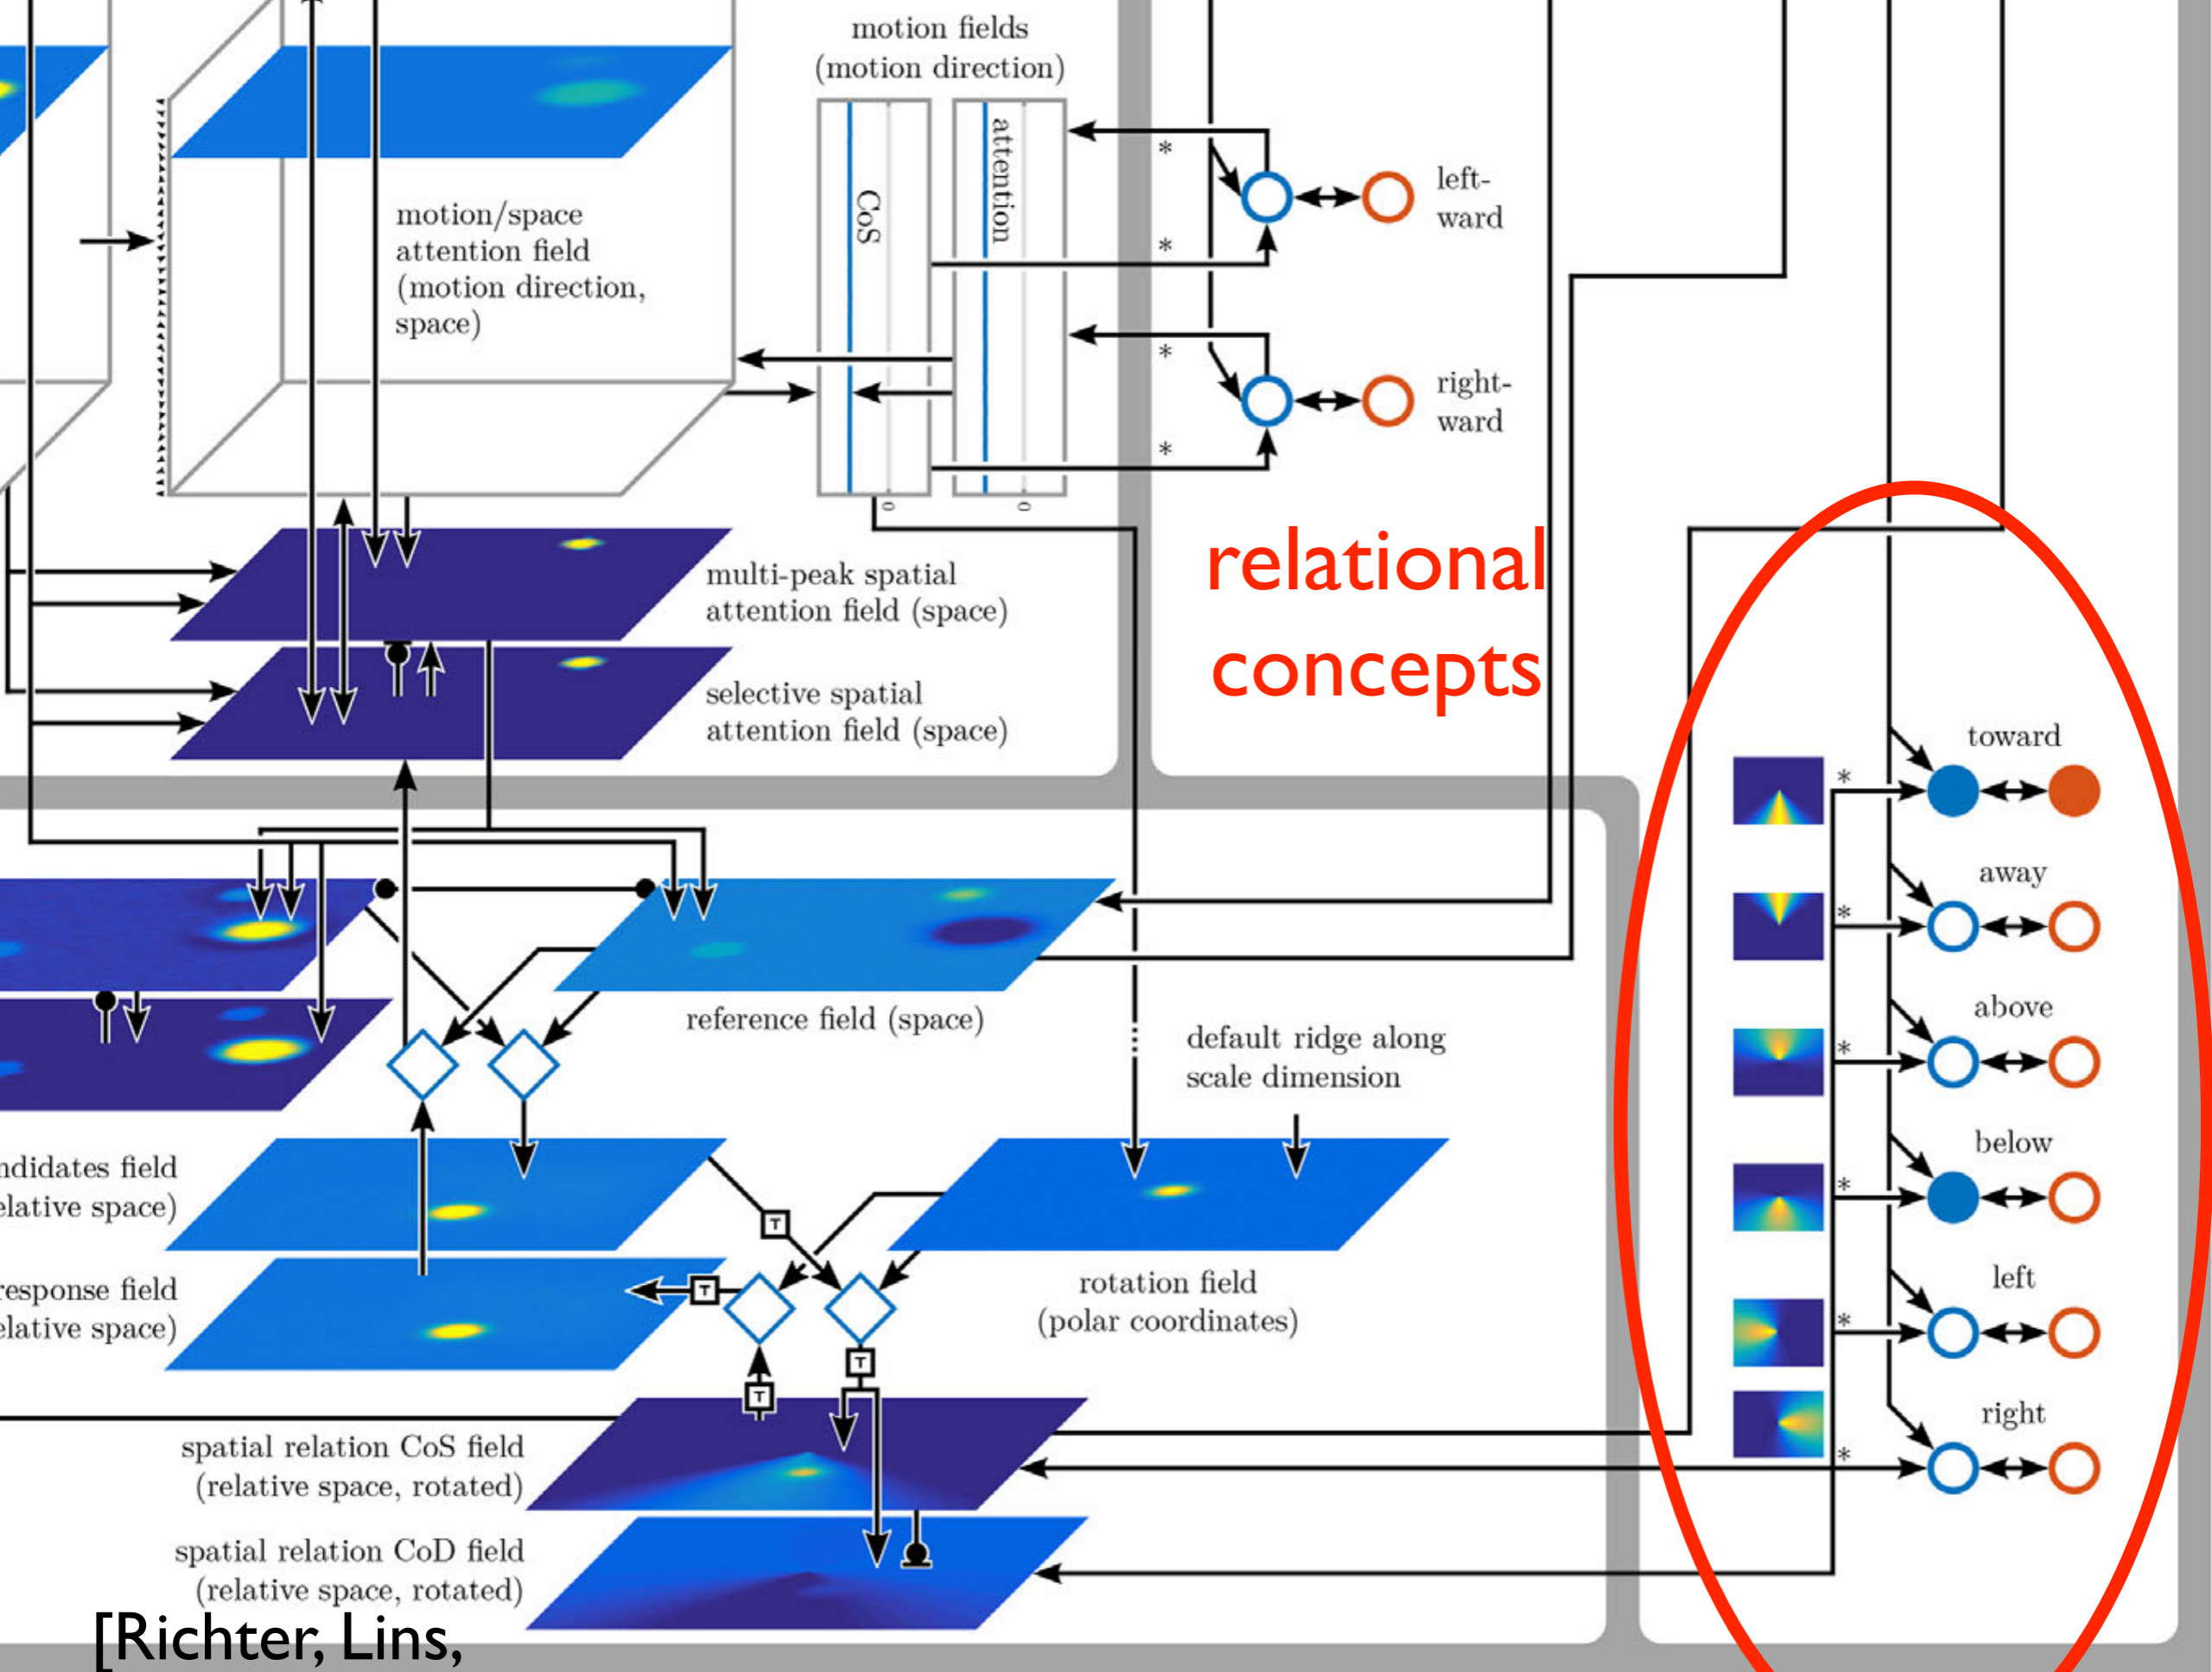 motion fields
(motion direction)
CoS
attention
*
left-
ward
*
motion/space
attention field
(motion direction,
space)
*
right-
ward
*
0
0
relational
concepts
multi-peak spatial
attention field (space)
selective spatial
attention field (space)
toward
*
away
*
above
*
below
*
left
*
right
*
reference field (space)
default ridge along
scale dimension
ndidates field
elative space)
T
response field
elative space)
T
rotation field
(polar coordinates)
T
T
spatial relation CoS field
(relative space, rotated)
spatial relation CoD field
(relative space, rotated)
[Richter, Lins,